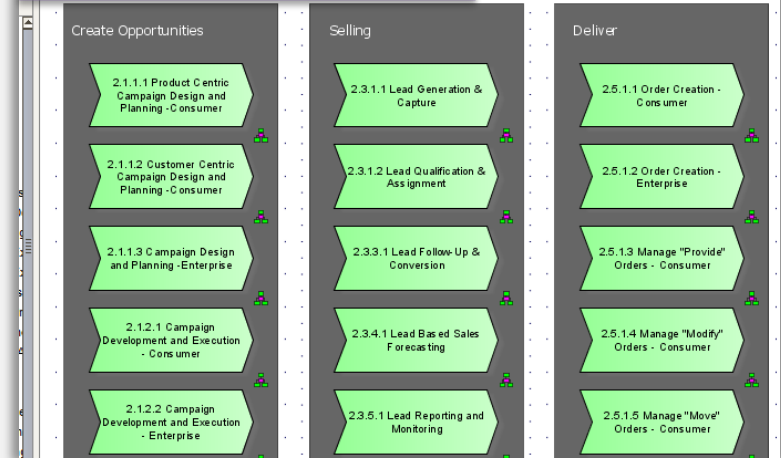 Create Opportunities
2.1.1.1 Product Centric
Campaign Design and
Planning -Consumer
2.1.1.2 Customer Centric
Campaign Design and
Planning -Consumer
2.1.1.3 Campaign Design
and Planning -Enterprise
2.1.2.1 Campaign
Development and Execution
- Consumer
2.1.2.2 Campaign
Development and Execution
- Enterprise
Selling
2.3.1.1 Lead Generation &
Capture
2.3.1.2 Lead Qualification &
Assignment
2.3.3.1 Lead Follow-Up &
Conversion
2.3.4.1 Lead Based Sales
Forecasting
2.3.5.1 Lead Reporting and
Monitoring
Deliver
2.5.1.1 Order Creation -
Consumer
2.5.1.2 Order Creation -
Enterprise
2.5.1.3 Manage "Provide"
Orders - Consumer
2.5.1.4 Manage "Modify"
Orders - Consumer
2.5.1.5 Manage "Move"
Orders - Consumer